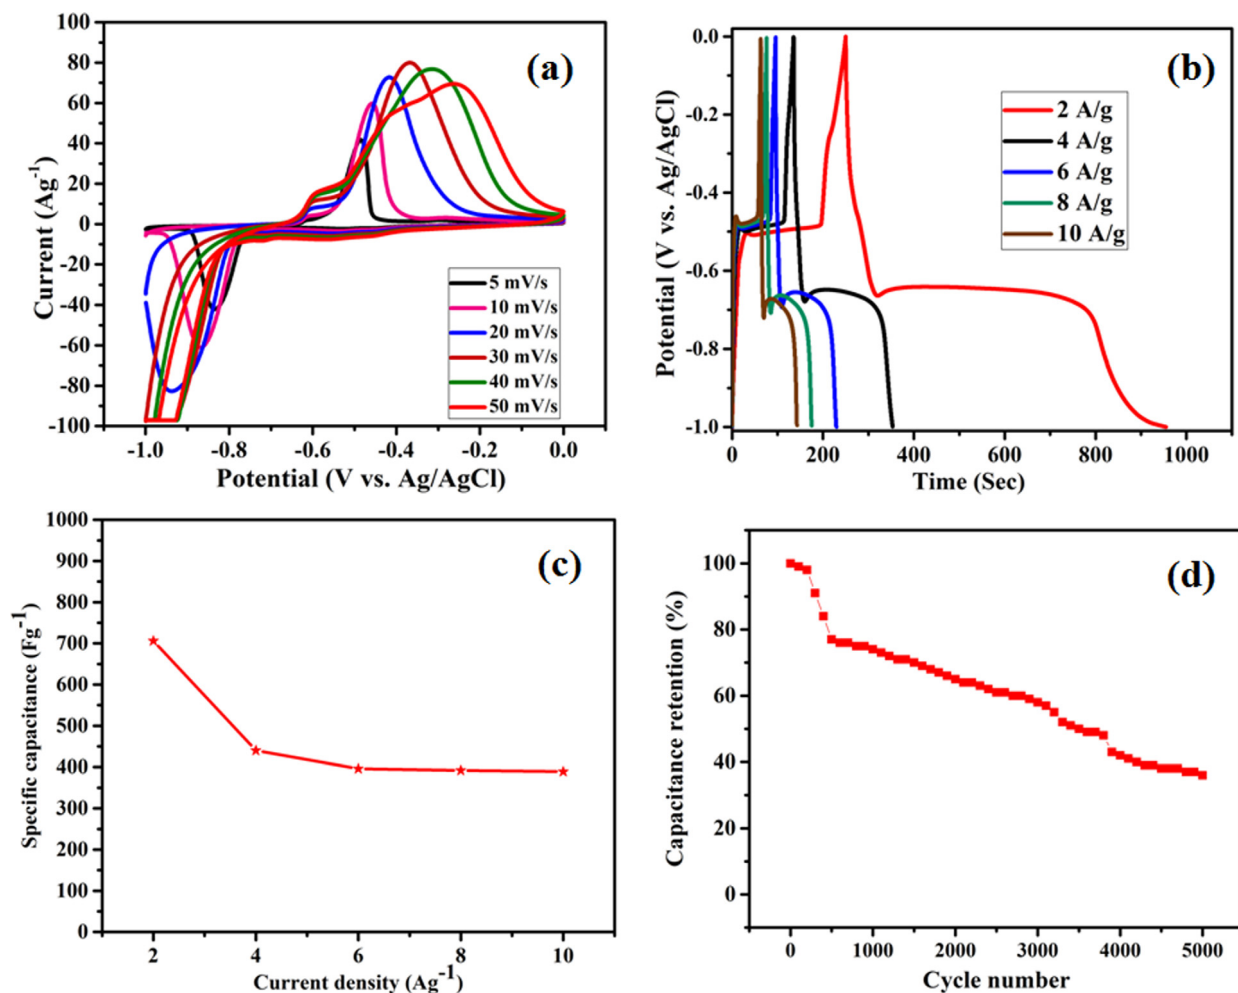 (a)
100
80
60
40
20
0
-20
-40
-60
-80
-100
Current (Ag-1)
5 mV/s
10 mV/s
20 mV/s
30 mV/s
40 mV/s
50 mV/s
-1.0 -0.8 -0.6 -0.4 -0.2 0.0
Potential (V vs. Ag/AgCl)
(b)
0.0
-0.2
-0.4
-0.6
-0.8
-1.0
Potential (V vs. Ag/AgCl)
2 A/g
4 A/g
6 A/g
8 A/g
10 A/g
0 200 400 600 800 1000
Time (Sec)
(c)
1000
900
800
700
600
500
400
300
200
100
0
Specific capacitance (Fg-1)
2 4 6 8 10
Current density (Ag-1)
(d)
100
80
60
40
20
0
Capacitance retention (%)
0 1000 2000 3000 4000 5000
Cycle number